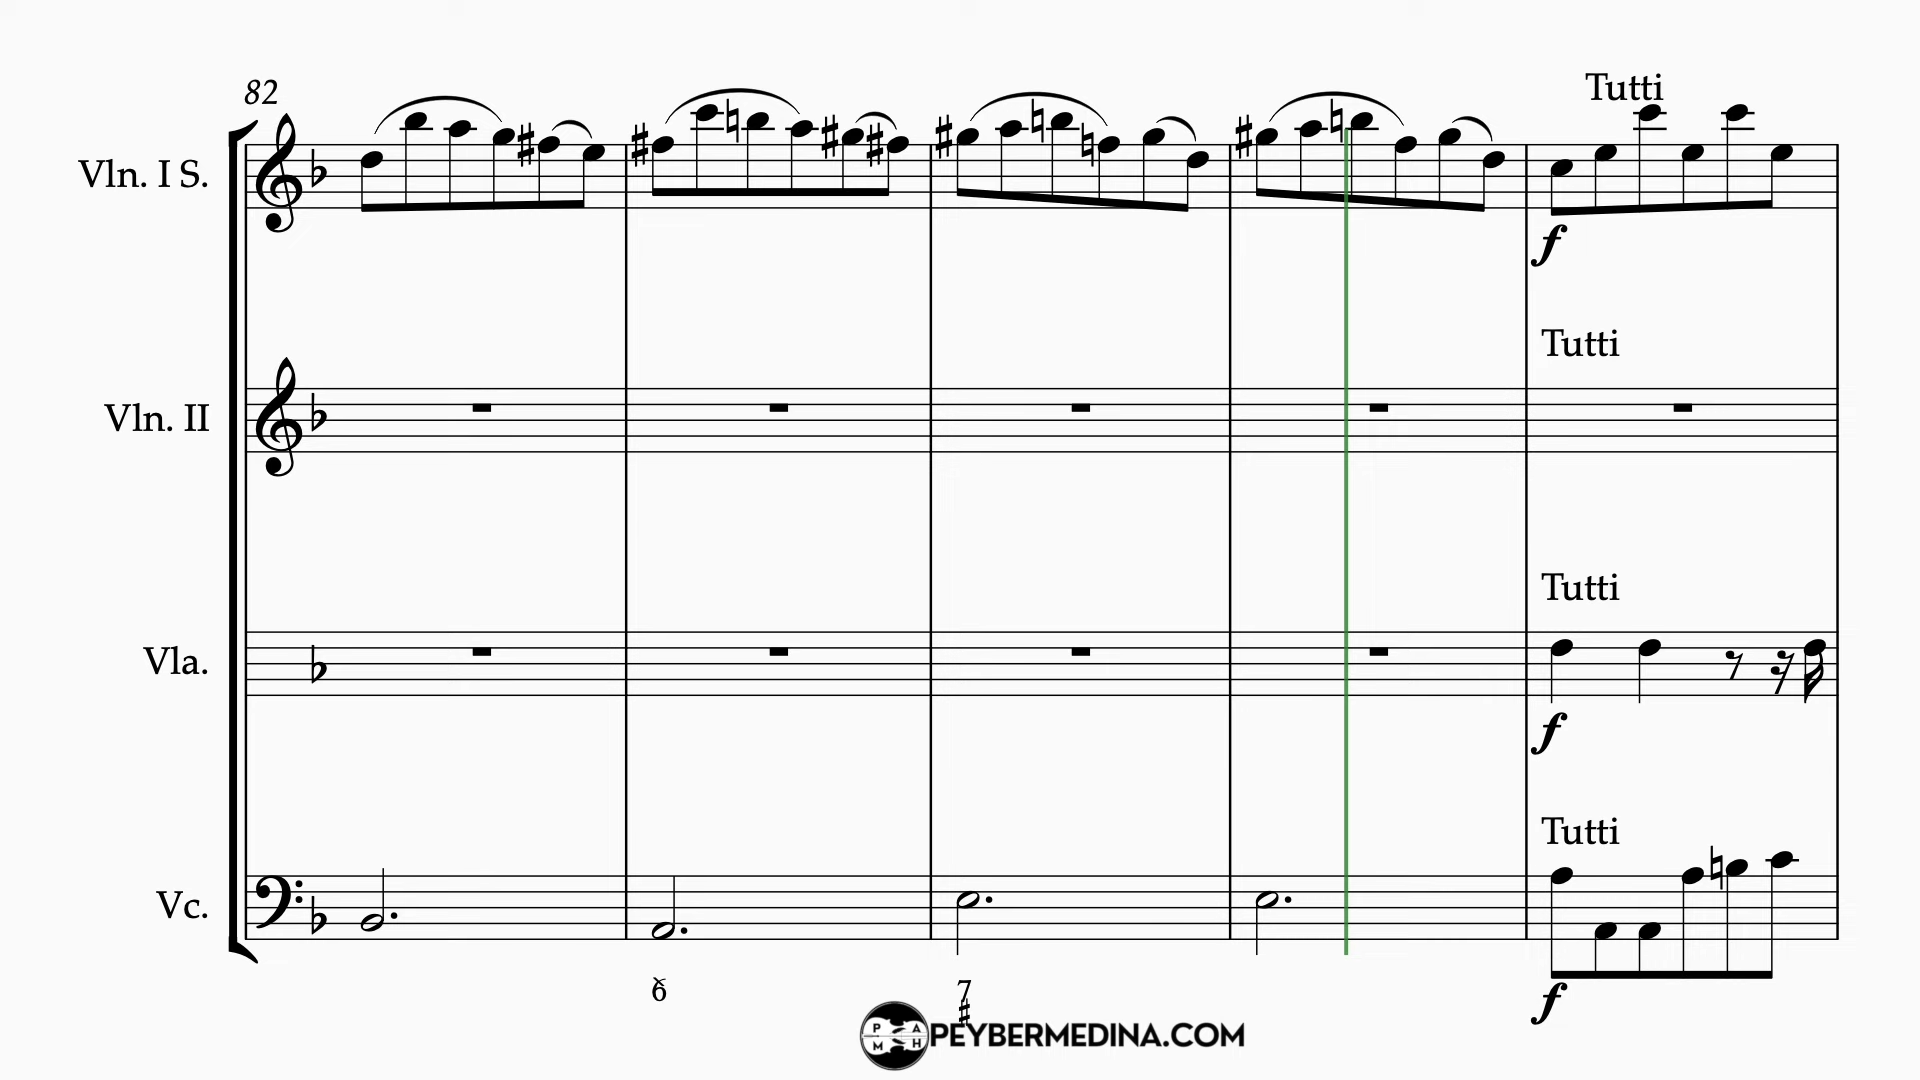 82
Tutti
Vln. I S.
f
Tutti
Vln. II
Tutti
Vla.
f
Tutti
Vc.
6
7
f
P A
M H
PEYBERMEDINA.COM